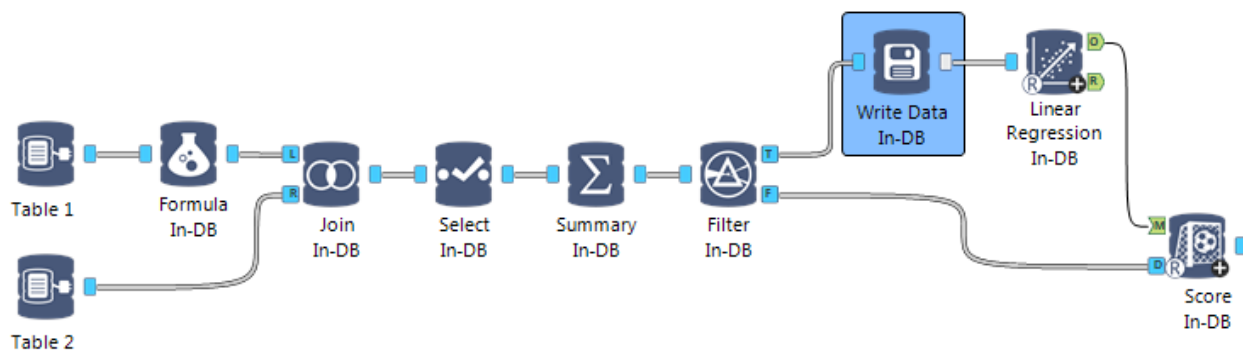 Table 1
Formula
In-DB
L
R
Join
In-DB
Select
In-DB
Σ
Summary
In-DB
T
F
Filter
In-DB
Write Data
In-DB
O
R
R
Linear
Regression
In-DB
M
D
R
Score
In-DB
Table 2